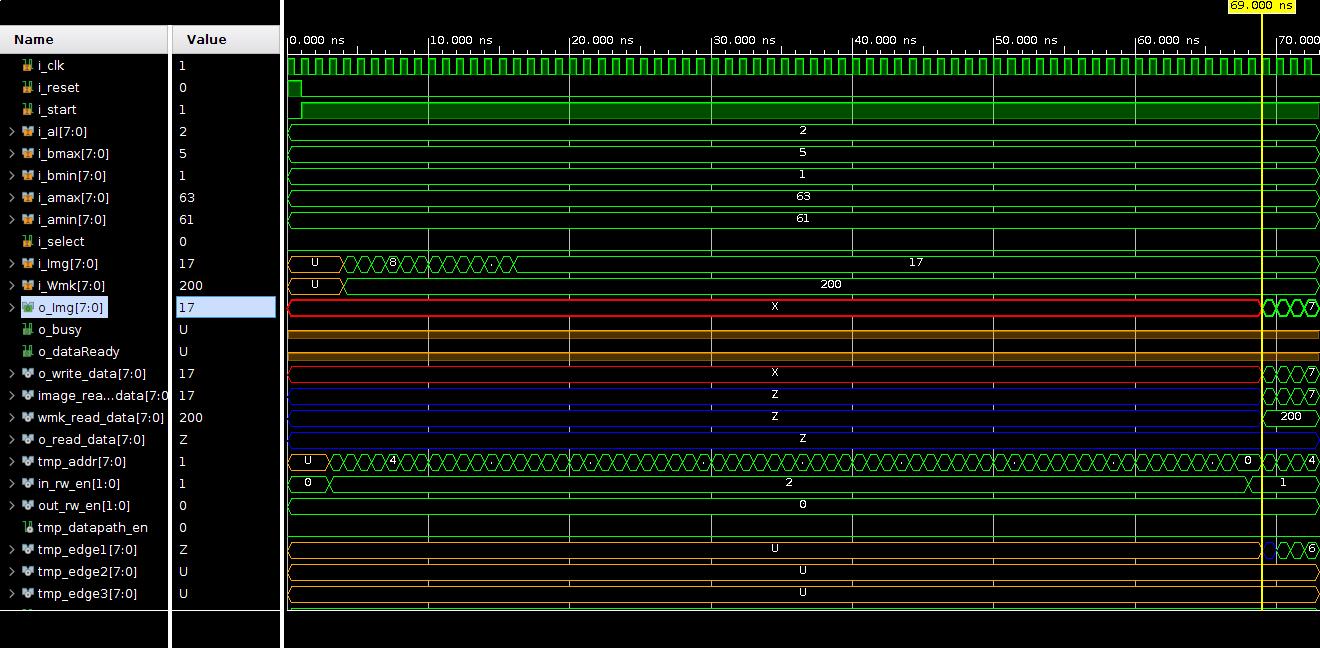 69.000 ns
Name Value 0.000 ns 10.000 ns 20.000 ns 30.000 ns 40.000 ns 50.000 ns 60.000 ns 70.000
i_clk 1
i_reset 0
i_start 1
i_al[7:0] 2 2
i_bmax[7:0] 5 5
i_bmin[7:0] 1 1
i_amax[7:0] 63 63
i_amin[7:0] 61 61
i_select 0
i_Img[7:0] 17 U 8 . 17
i_Wmk[7:0] 200 U 200
o_Img[7:0] 17 X 7
o_busy U
o_dataReady U
o_write_data[7:0] 17 X 7
image_rea...data[7:0 17 Z 7
wmk_read_data[7:0] 200 Z 200
o_read_data[7:0] Z Z
tmp_addr[7:0] 1 U 4 . . . . . . . . 0 4
in_rw_en[1:0] 1 0 2 1
out_rw_en[1:0] 0 0
tmp_datapath_en 0
tmp_edge1[7:0] Z U 6
tmp_edge2[7:0] U U
tmp_edge3[7:0] U U